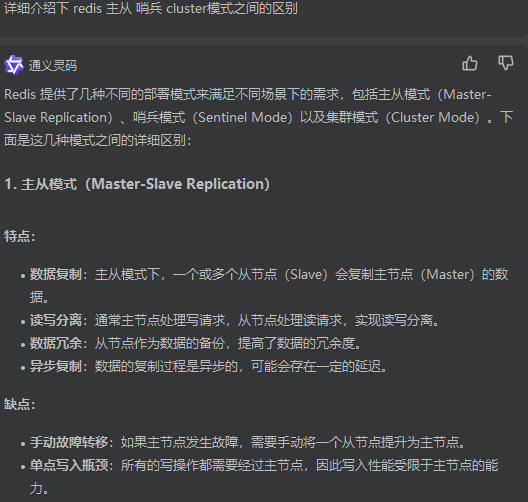 详细介绍下 redis 主从 哨兵 cluster模式之间的区别
通义灵码
Redis 提供了几种不同的部署模式来满足不同场景下的需求，包括主从模式（Master-
Slave Replication）、哨兵模式（Sentinel Mode）以及集群模式（Cluster Mode）。下
面是这几种模式之间的详细区别：
1. 主从模式（Master-Slave Replication）
特点：
• 数据复制：主从模式下，一个或多个从节点（Slave）会复制主节点（Master）的数
据。
• 读写分离：通常主节点处理写请求，从节点处理读请求，实现读写分离。
• 数据冗余：从节点作为数据的备份，提高了数据的冗余度。
• 异步复制：数据的复制过程是异步的，可能会存在一定的延迟。
缺点：
• 手动故障转移：如果主节点发生故障，需要手动将一个从节点提升为主节点。
• 单点写入瓶颈：所有的写操作都需要经过主节点，因此写入性能受限于主节点的能
力。